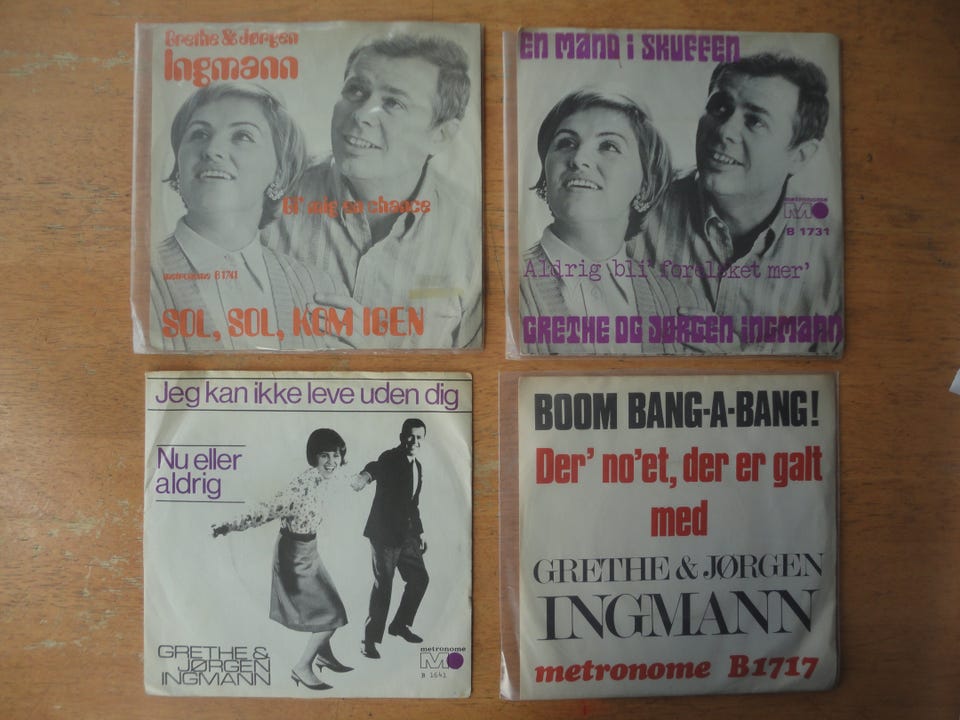 Grethe & Jørgen
Ingmann
Gi' mig en chance
metronome B 1741
SOL, SOL, KOM IGEN
En Mand i Skuffen
metronome
M
B 1731
Aldrig bli' forelsket mer'
GRETHE OG JØRGEN INGMANN
Jeg kan ikke leve uden dig
Nu eller
aldrig
GRETHE &
JØRGEN
INGMANN
metronome
M
B 1641
BOOM BANG-A-BANG!
Der' no'et, der er galt
med
GRETHE & JØRGEN
INGMANN
metronome B1717